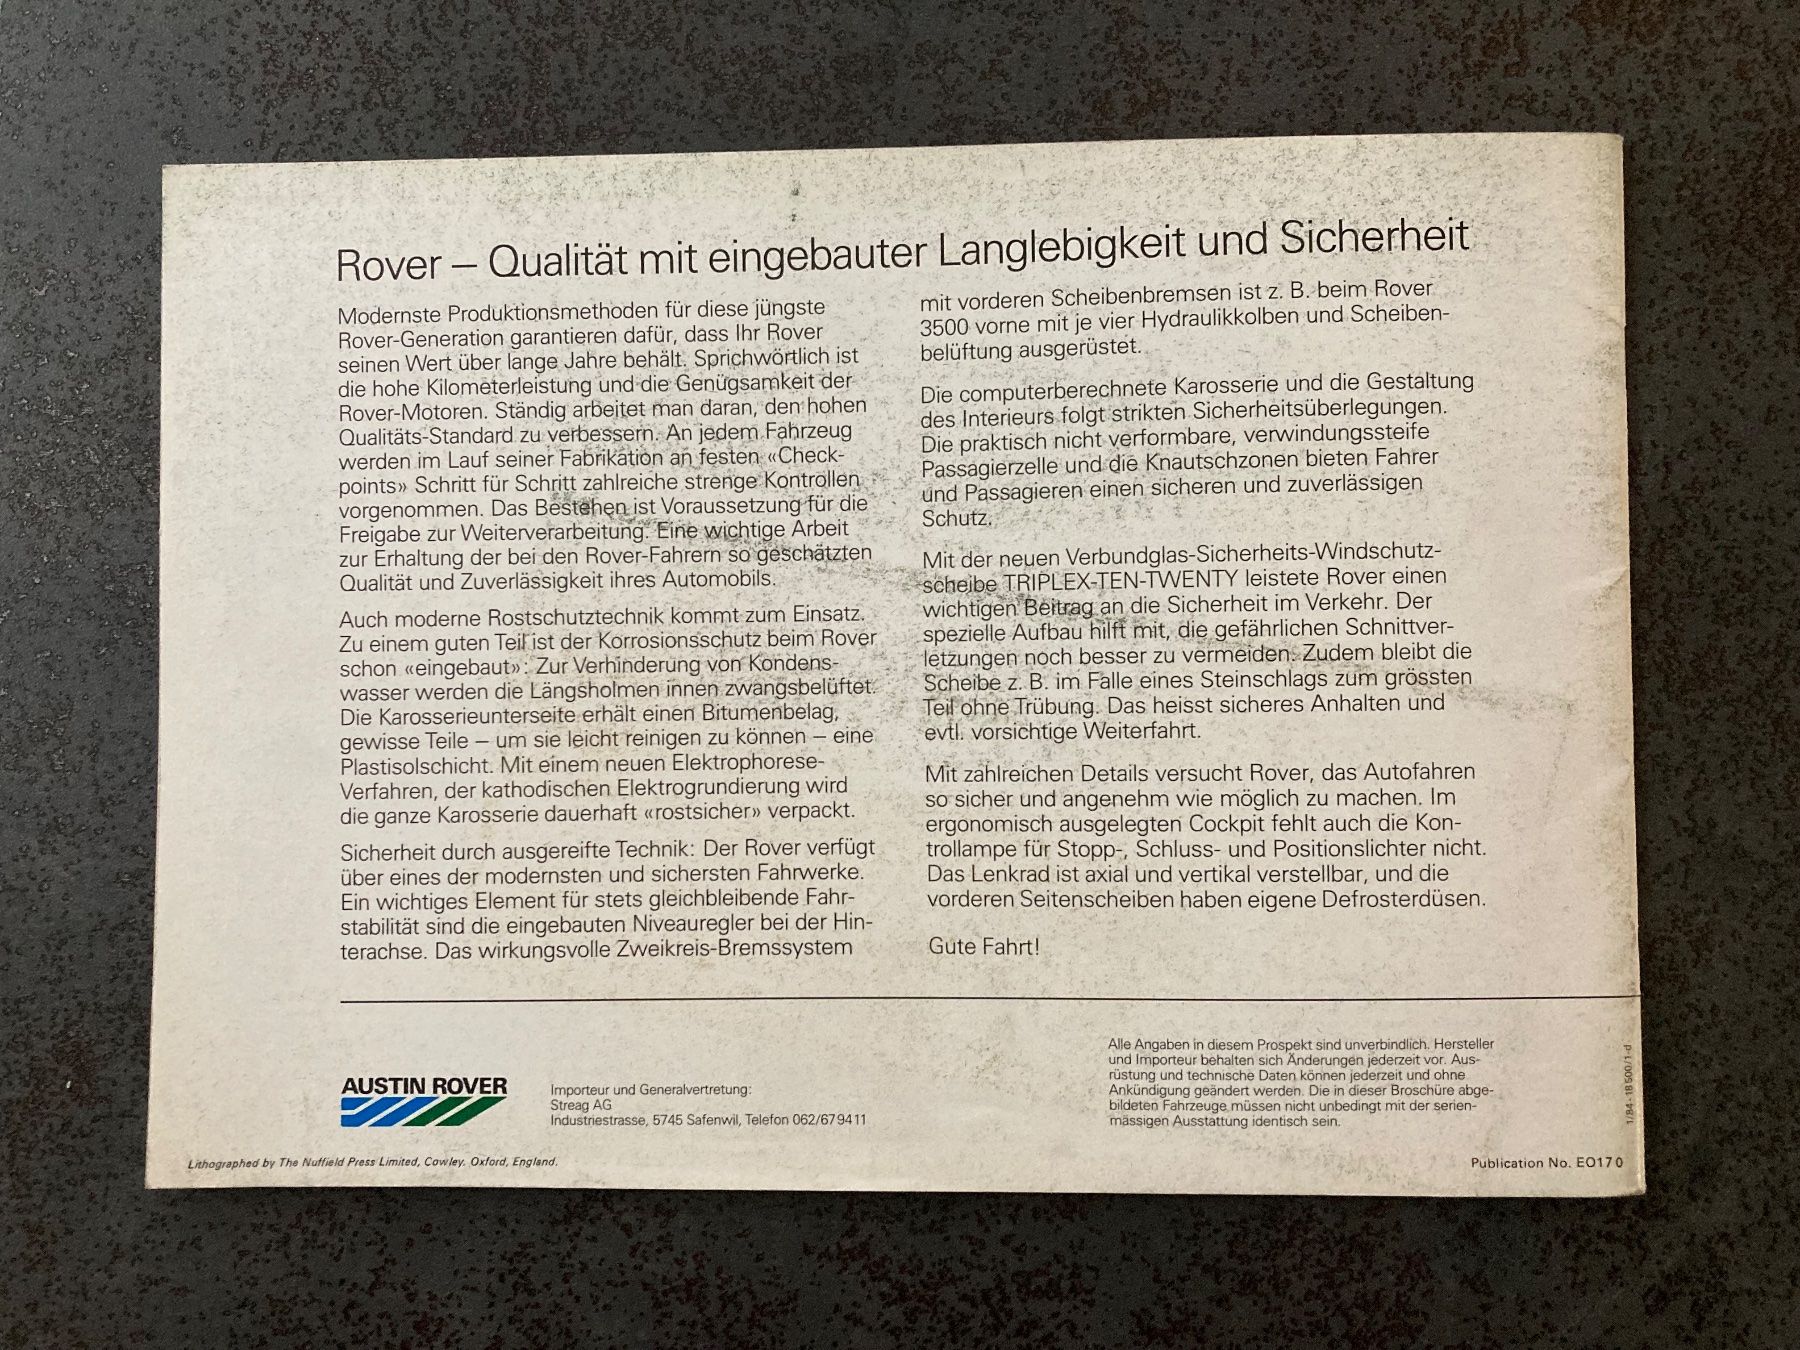 Rover – Qualität mit eingebauter Langlebigkeit und Sicherheit
Modernste Produktionsmethoden für diese jüngste
Rover-Generation garantieren dafür, dass Ihr Rover
seinen Wert über lange Jahre behält. Sprichwörtlich ist
die hohe Kilometerleistung und die Genügsamkeit der
Rover-Motoren. Ständig arbeitet man daran, den hohen
Qualitäts-Standard zu verbessern. An jedem Fahrzeug
werden im Lauf seiner Fabrikation an festen «Check-
points» Schritt für Schritt zahlreiche strenge Kontrollen
vorgenommen. Das Bestehen ist Voraussetzung für die
Freigabe zur Weiterverarbeitung. Eine wichtige Arbeit
zur Erhaltung der bei den Rover-Fahrern so geschätzten
Qualität und Zuverlässigkeit ihres Automobils.
Auch moderne Rostschutztechnik kommt zum Einsatz.
Zu einem guten Teil ist der Korrosionsschutz beim Rover
schon «eingebaut»: Zur Verhinderung von Kondens-
wasser werden die Längsholmen innen zwangsbelüftet.
Die Karosserieunterseite erhält einen Bitumenbelag,
gewisse Teile – um sie leicht reinigen zu können – eine
Plastisolschicht. Mit einem neuen Elektrophorese-
Verfahren, der kathodischen Elektrogrundierung wird
die ganze Karosserie dauerhaft «rostsicher» verpackt.
Sicherheit durch ausgereifte Technik: Der Rover verfügt
über eines der modernsten und sichersten Fahrwerke.
Ein wichtiges Element für stets gleichbleibende Fahr-
stabilität sind die eingebauten Niveauregler bei der Hin-
terachse. Das wirkungsvolle Zweikreis-Bremssystem
mit vorderen Scheibenbremsen ist z. B. beim Rover
3500 vorne mit je vier Hydraulikkolben und Scheiben-
belüftung ausgerüstet.
Die computerberechnete Karosserie und die Gestaltung
des Interieurs folgt strikten Sicherheitsüberlegungen.
Die praktisch nicht verformbare, verwindungssteife
Passagierzelle und die Knautschzonen bieten Fahrer
und Passagieren einen sicheren und zuverlässigen
Schutz.
Mit der neuen Verbundglas-Sicherheits-Windschutz-
scheibe TRIPLEX-TEN-TWENTY leistete Rover einen
wichtigen Beitrag an die Sicherheit im Verkehr. Der
spezielle Aufbau hilft mit, die gefährlichen Schnittver-
letzungen noch besser zu vermeiden. Zudem bleibt die
Scheibe z. B. im Falle eines Steinschlags zum grössten
Teil ohne Trübung. Das heisst sicheres Anhalten und
evtl. vorsichtige Weiterfahrt.
Mit zahlreichen Details versucht Rover, das Autofahren
so sicher und angenehm wie möglich zu machen. Im
ergonomisch ausgelegten Cockpit fehlt auch die Kon-
trollampe für Stopp-, Schluss- und Positionslichter nicht.
Das Lenkrad ist axial und vertikal verstellbar, und die
vorderen Seitenscheiben haben eigene Defrosterdüsen.
Gute Fahrt!
AUSTIN ROVER
Importeur und Generalvertretung:
Streag AG
Industriestrasse, 5745 Safenwil, Telefon 062/67 94 11
Alle Angaben in diesem Prospekt sind unverbindlich. Hersteller
und Importeur behalten sich Änderungen jederzeit vor. Aus-
rüstung und technische Daten können jederzeit und ohne
Ankündigung geändert werden. Die in dieser Broschüre abge-
bildeten Fahrzeuge müssen nicht unbedingt mit der serien-
mässigen Ausstattung identisch sein.
1/84 - 18 500/1-d
Lithographed by The Nuffield Press Limited, Cowley. Oxford, England.
Publication No. EO17 0